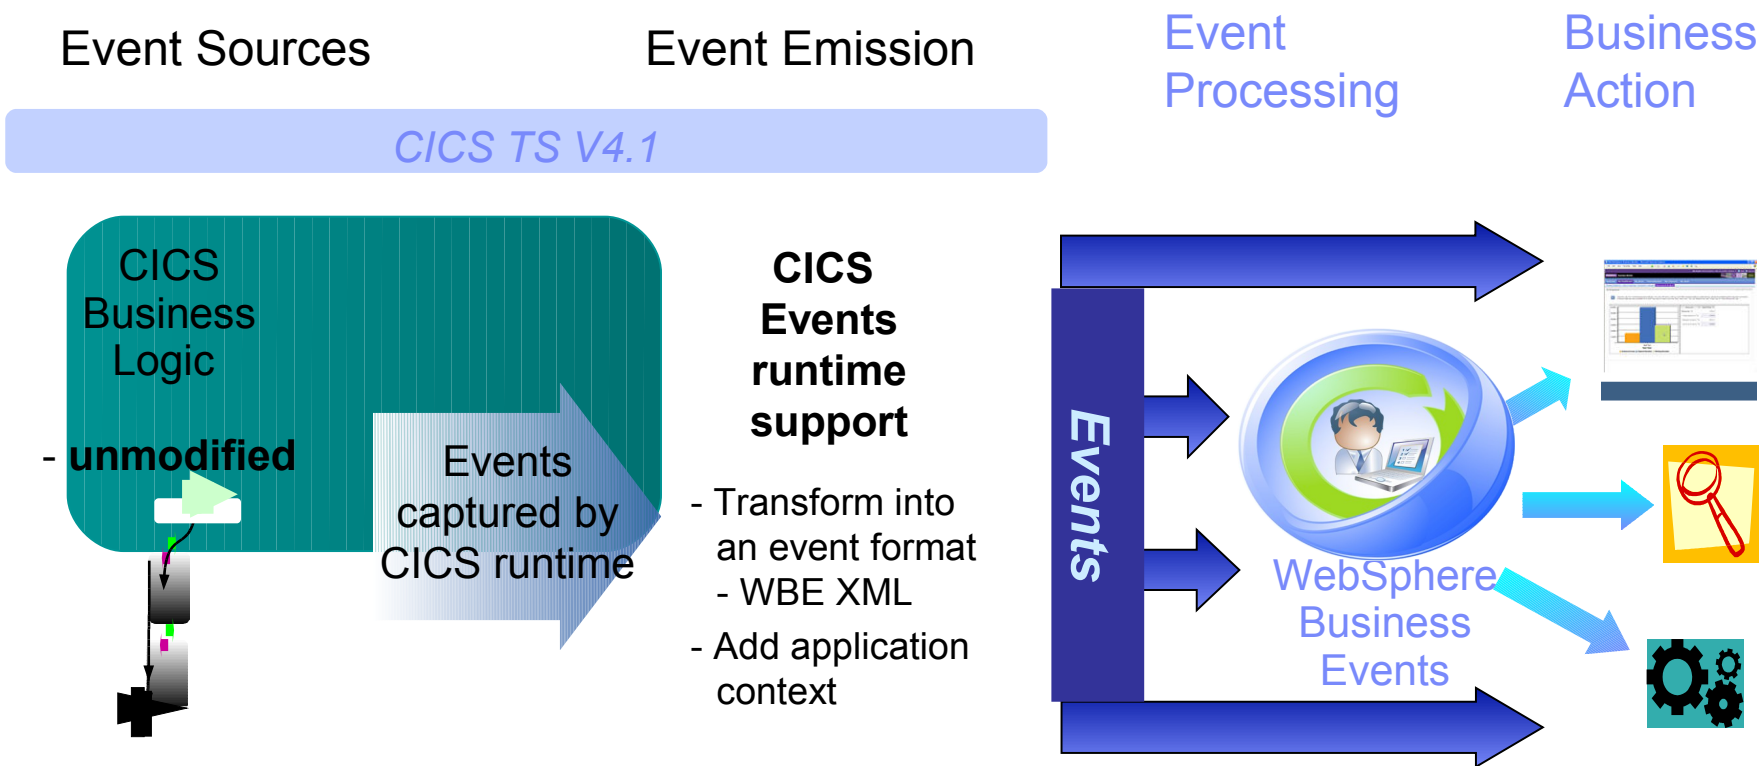 Event Sources
Event Emission
Event
Processing
Business
Action
CICS TS V4.1
CICS
Business
Logic
- unmodified
Events
captured by
CICS runtime
CICS
Events
runtime
support
- Transform into
an event format
- WBE XML
- Add application
context
Events
WebSphere
Business
Events